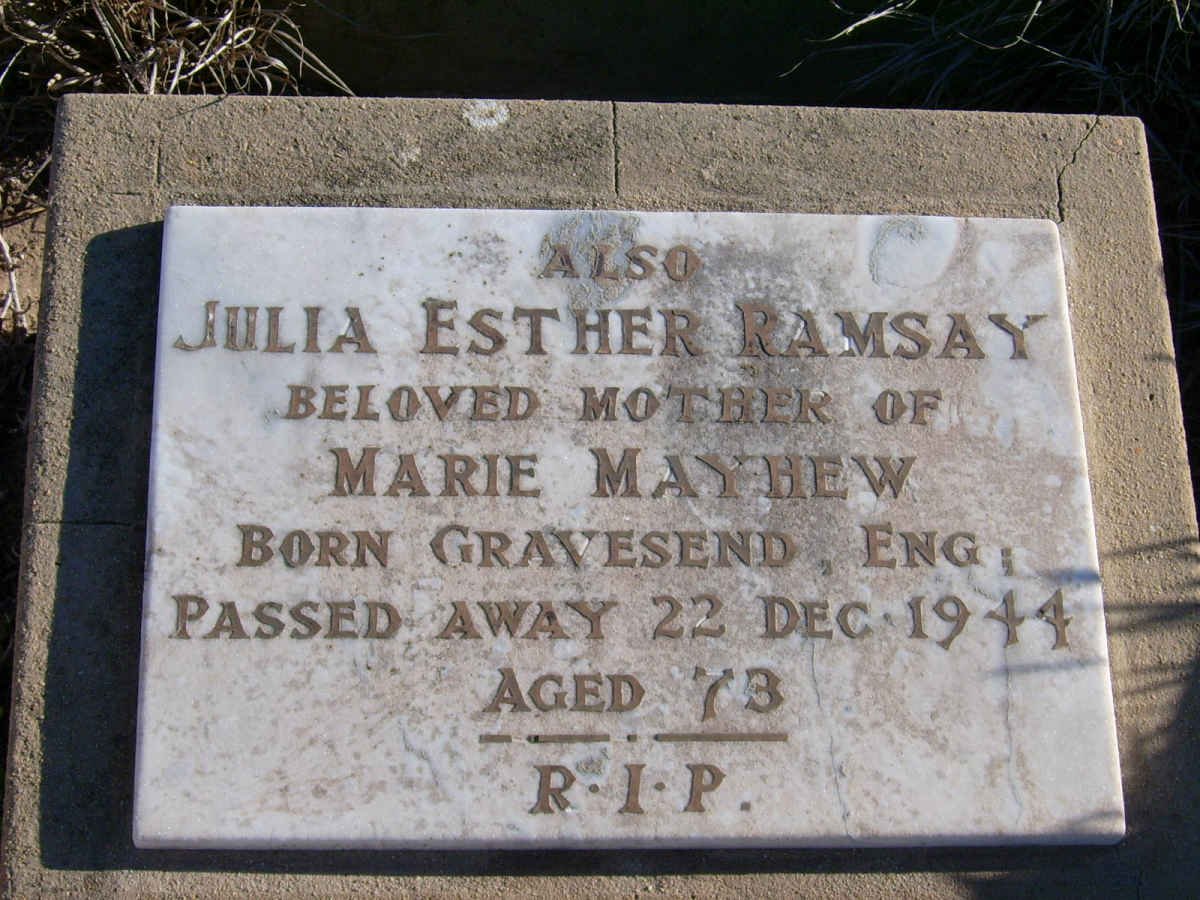 ALSO
JULIA ESTHER RAMSAY
BELOVED MOTHER OF
MARIE MAYHEW
BORN GRAVESEND, ENG;
PASSED AWAY 22 DEC·1944
AGED 73
R·I·P.